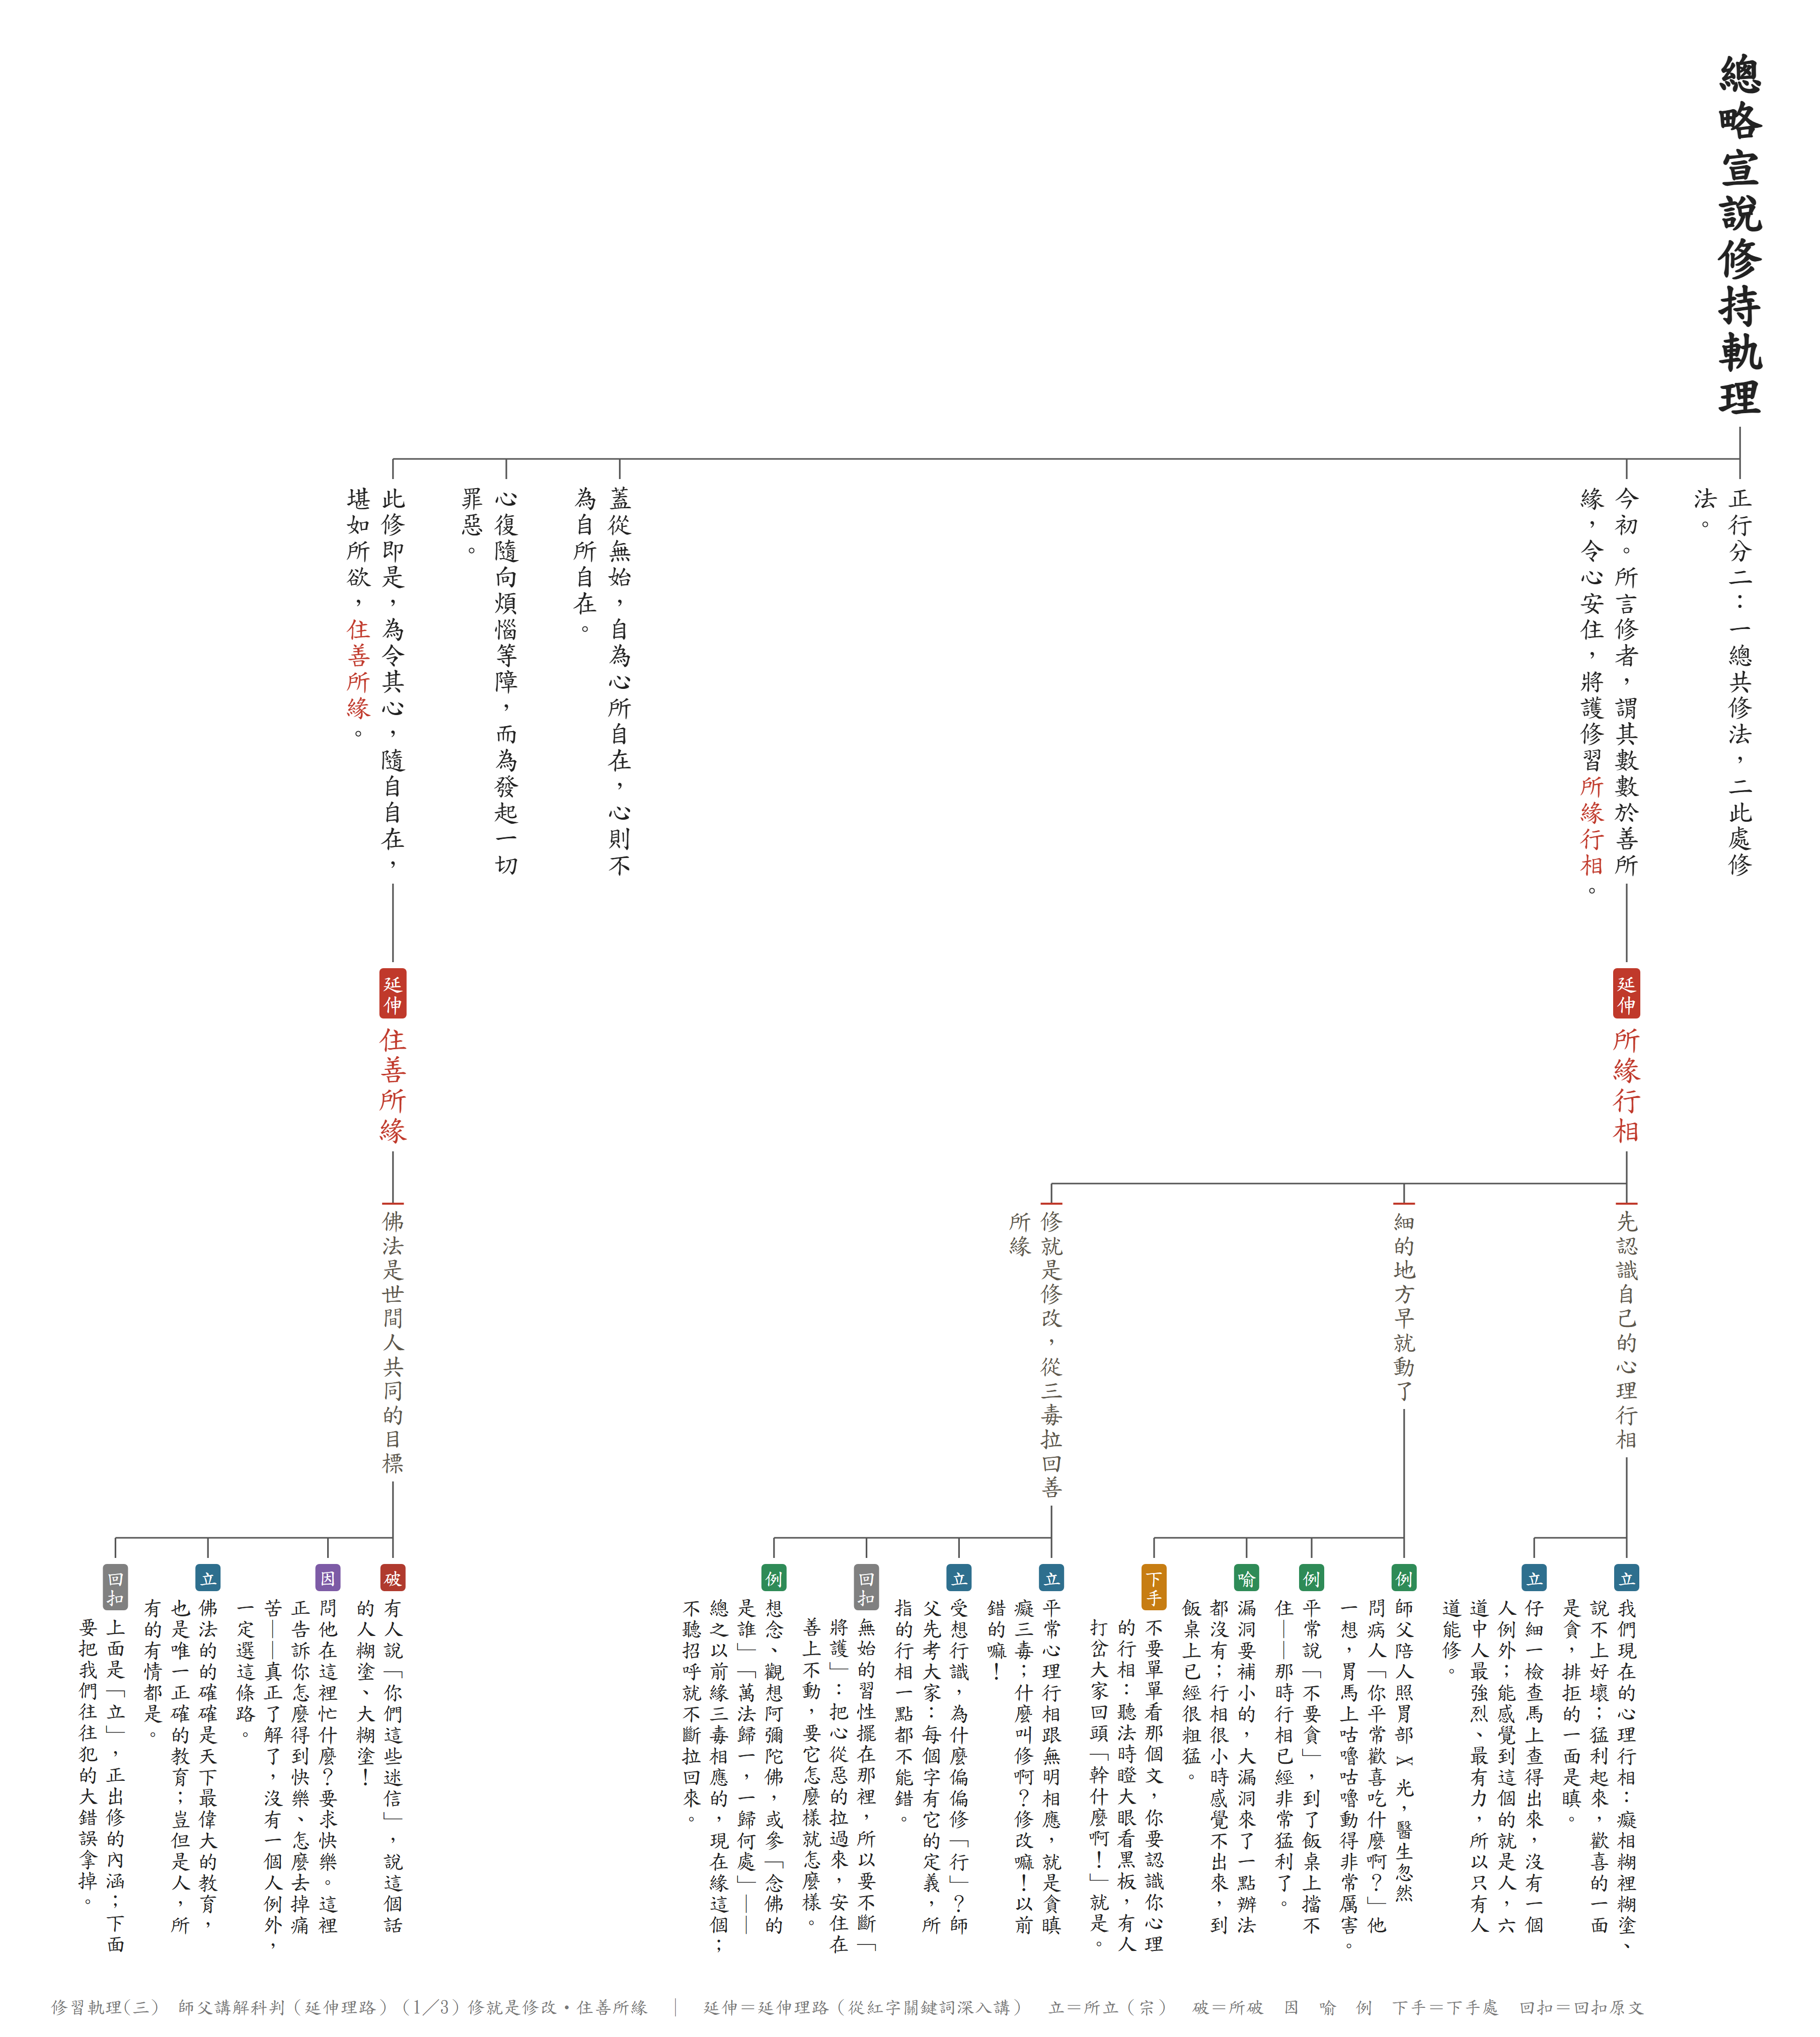 總略宣說修持軌理
正行分二：一總共修法，二此處修
法。
今初。所言修者，謂其數數於善所
緣，令心安住，將護修習所緣行相。
蓋從無始，自為心所自在，心則不
為自所自在。
心復隨向煩惱等障，而為發起一切
罪惡。
此修即是，為令其心，隨自自在，
堪如所欲，住善所緣。
延伸
所緣行相
延伸
住善所緣
先認識自己的心理行相
細的地方早就動了
修就是修改，從三毒拉回善
所緣
佛法是世間人共同的目標
立
我們現在的心理行相：癡相糊裡糊塗、
說不上好壞；猛利起來，歡喜的一面
是貪，排拒的一面是瞋。
立
仔細一檢查馬上查得出來，沒有一個
人例外；能感覺到這個的就是人，六
道中人最強烈、最有力，所以只有人
道能修。
例
師父陪人照胃部 X 光，醫生忽然
問病人「你平常歡喜吃什麼啊？」他
一想，胃馬上咕嚕咕嚕動得非常厲害。
例
平常說「不要貪」，到了飯桌上擋不
住——那時行相已經非常猛利了。
喻
漏洞要補小的，大漏洞來了一點辦法
都沒有；行相很小時感覺不出來，到
飯桌上已經很粗猛。
下手
不要單單看那個文，你要認識你心理
的行相：聽法時瞪大眼看黑板，有人
打岔大家回頭「幹什麼啊！」就是。
立
平常心理行相跟無明相應，就是貪瞋
癡三毒；什麼叫修啊？修改嘛！以前
錯的嘛！
立
受想行識，為什麼偏偏修「行」？師
父先考大家：每個字有它的定義，所
指的行相一點都不能錯。
回扣
無始的習性擺在那裡，所以要不斷「
將護」：把心從惡的拉過來，安住在
善上不動，要它怎麼樣就怎麼樣。
例
想念、觀想阿彌陀佛，或參「念佛的
是誰」「萬法歸一，一歸何處」——
總之以前緣三毒相應的，現在緣這個；
不聽招呼就不斷拉回來。
破
有人說「你們這些迷信」，說這個話
的人糊塗、大糊塗！
因
問他在這裡忙什麼？要求快樂。這裡
正告訴你怎麼得到快樂、怎麼去掉痛
苦——真正了解了，沒有一個人例外，
一定選這條路。
立
佛法的的確確是天下最偉大的教育，
也是唯一正確的教育；豈但是人，所
有的有情都是。
回扣
上面是「立」，正出修的內涵；下面
要把我們往往犯的大錯誤拿掉。
修習軌理(三)　師父講解科判（延伸理路）（1／3）修就是修改・住善所緣　｜　延伸＝延伸理路（從紅字關鍵詞深入講）　立＝所立（宗）　破＝所破　因　喻　例　下手＝下手處　回扣＝回扣原文